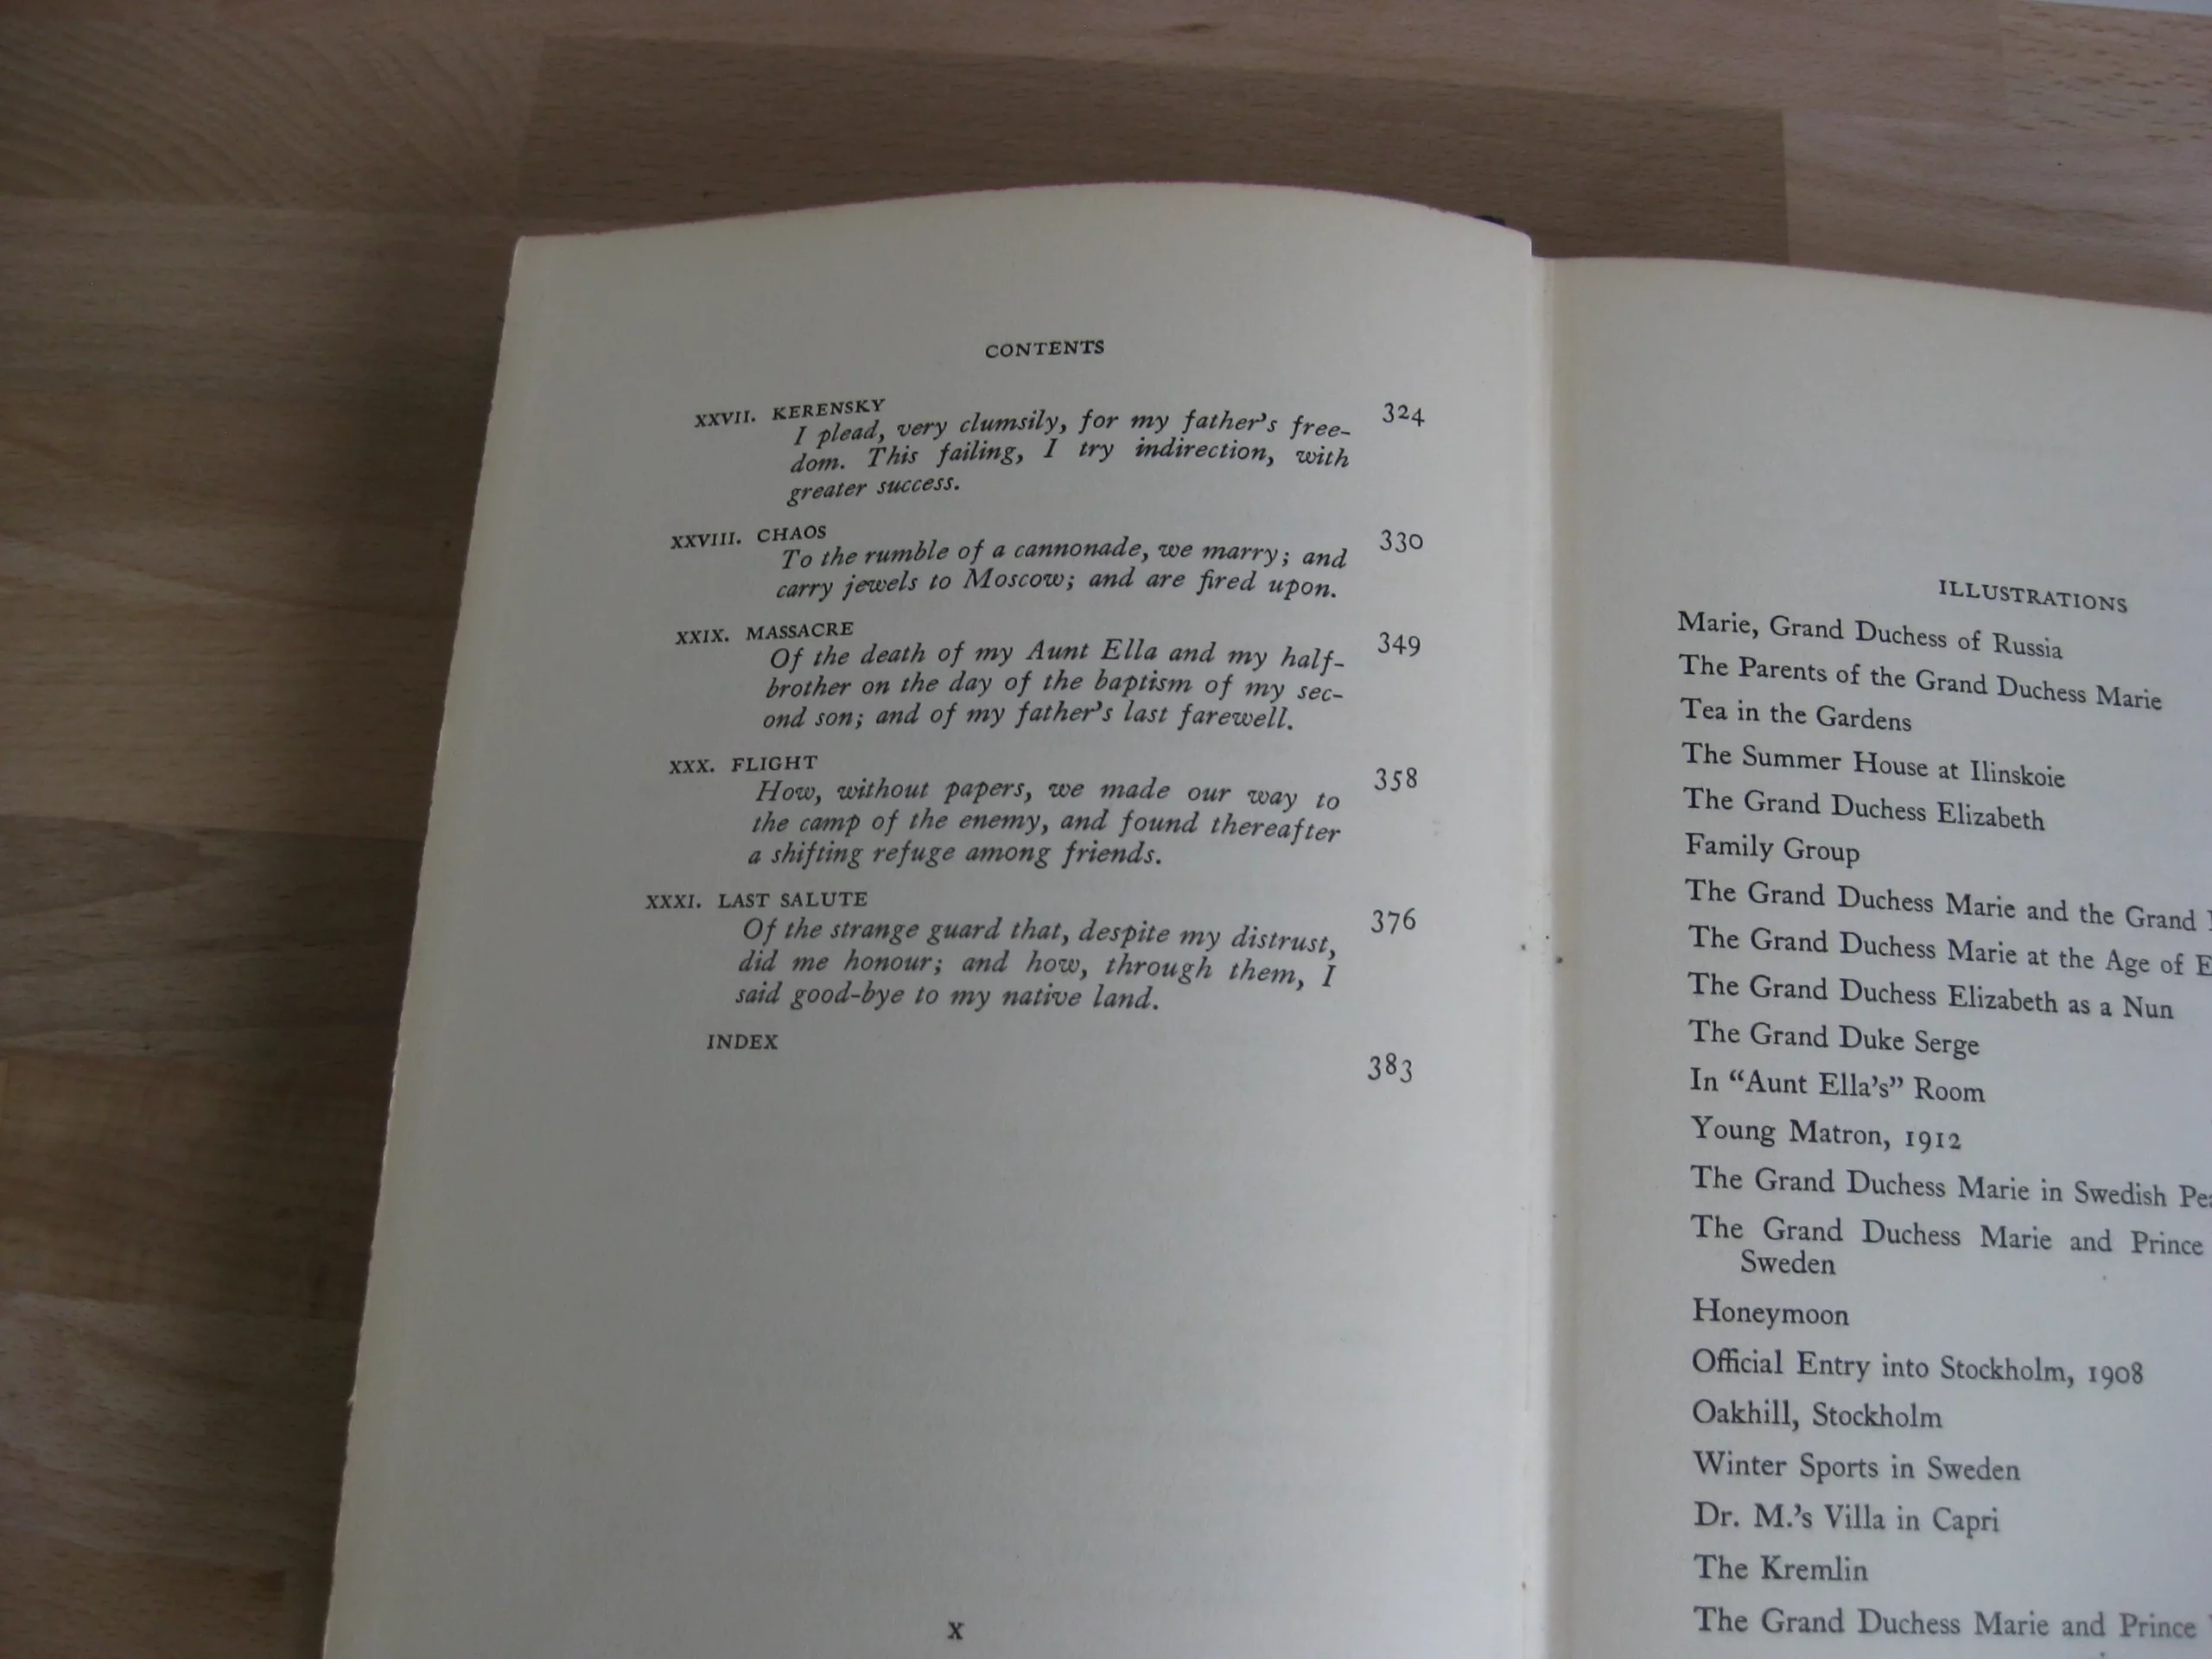 CONTENTS
XXVII. KERENSKY 324
I plead, very clumsily, for my father's free-
dom. This failing, I try indirection, with
greater success.
XXVIII. CHAOS 330
To the rumble of a cannonade, we marry; and
carry jewels to Moscow; and are fired upon.
XXIX. MASSACRE 349
Of the death of my Aunt Ella and my half-
brother on the day of the baptism of my sec-
ond son; and of my father's last farewell.
XXX. FLIGHT 358
How, without papers, we made our way to
the camp of the enemy, and found thereafter
a shifting refuge among friends.
XXXI. LAST SALUTE 376
Of the strange guard that, despite my distrust,
did me honour; and how, through them, I
said good-bye to my native land.
INDEX 383
X
ILLUSTRATIONS
Marie, Grand Duchess of Russia
The Parents of the Grand Duchess Marie
Tea in the Gardens
The Summer House at Ilinskoie
The Grand Duchess Elizabeth
Family Group
The Grand Duchess Marie and the Grand
The Grand Duchess Marie at the Age of
The Grand Duchess Elizabeth as a Nun
The Grand Duke Serge
In “Aunt Ella's” Room
Young Matron, 1912
The Grand Duchess Marie in Swedish
The Grand Duchess Marie and Prince
Sweden
Honeymoon
Official Entry into Stockholm, 1908
Oakhill, Stockholm
Winter Sports in Sweden
Dr. M.'s Villa in Capri
The Kremlin
The Grand Duchess Marie and Prince